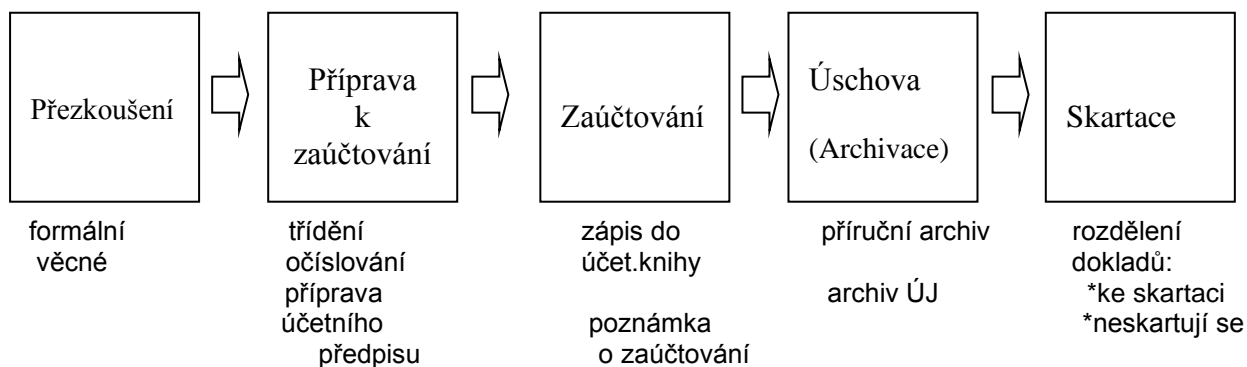 Přezkoušení
Příprava
k
zaúčtování
Zaúčtování
Úschova
(Archivace)
Skartace
formální
věcné
třídění
očíslování
příprava
účetního
předpisu
zápis do
účet.knihy
poznámka
o zaúčtování
příruční archiv
archiv ÚJ
rozdělení
dokladů:
*ke skartaci
*neskartují se